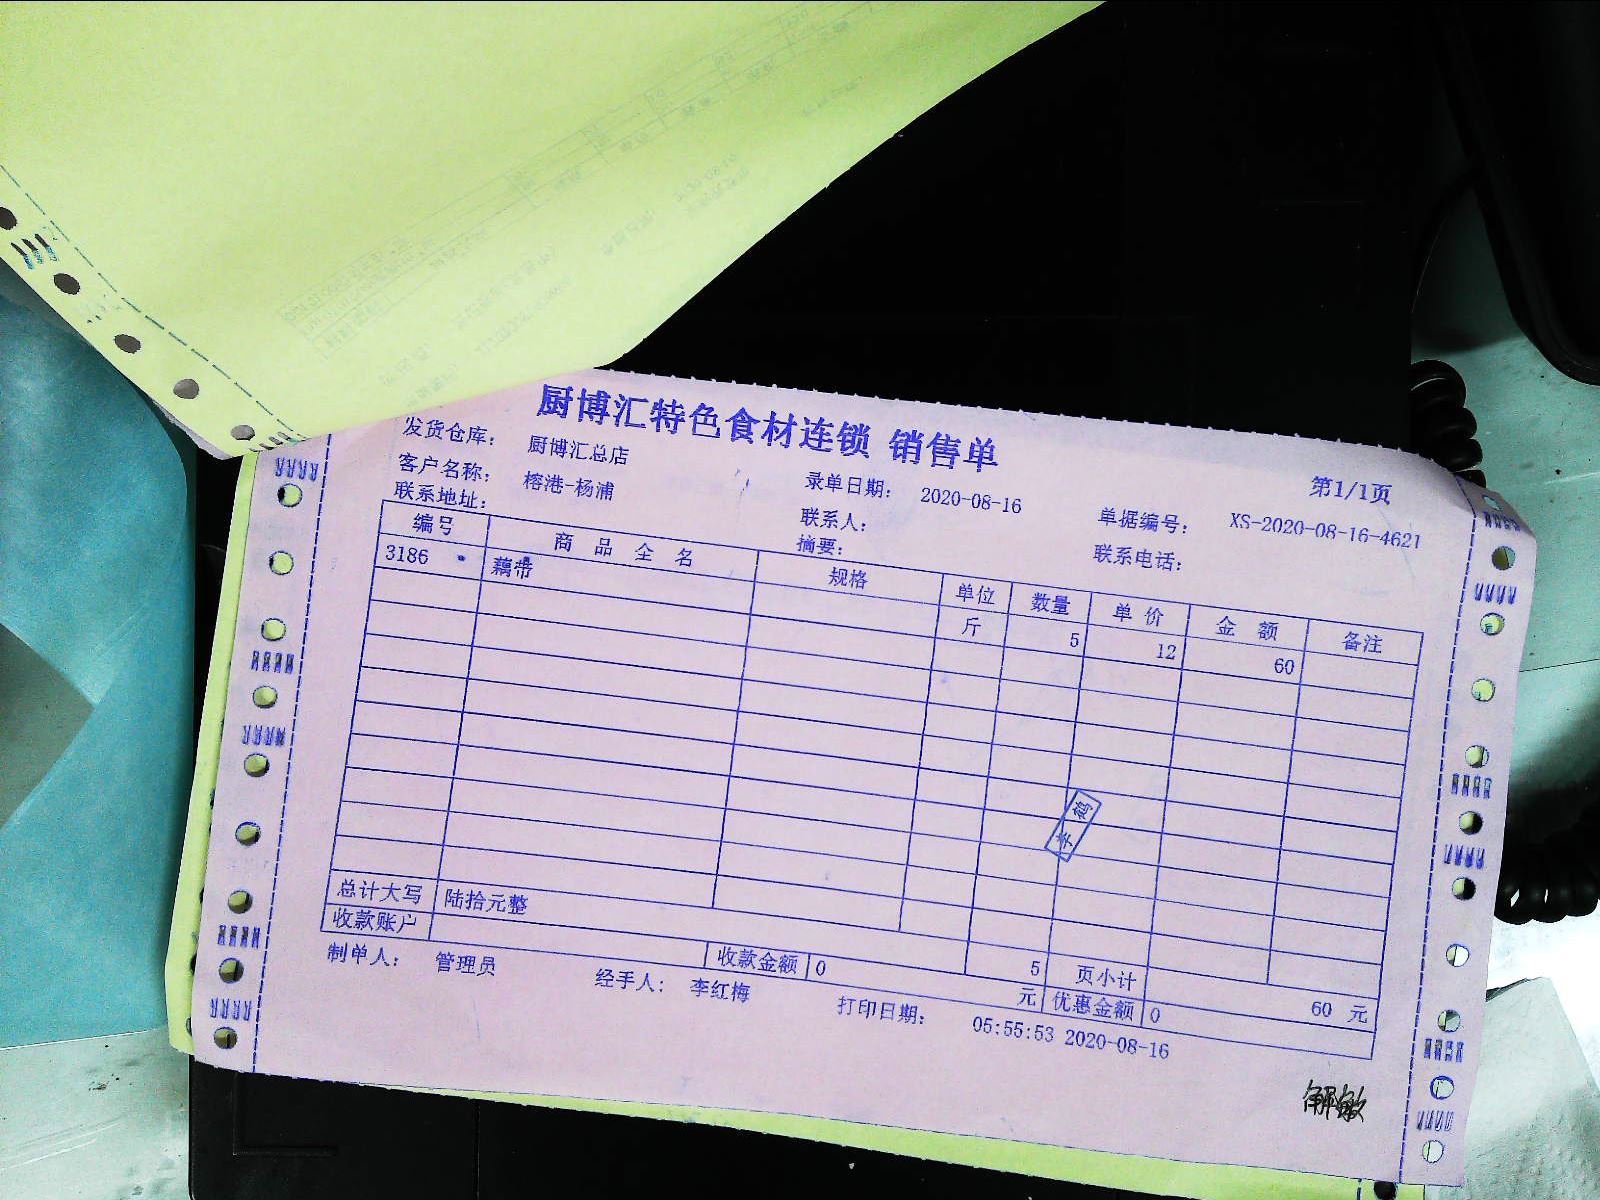 厨博汇特色食材连锁 销售单
第1/1页
发货仓库： 厨博汇总店
录单日期： 2020-08-16
单据编号： XS-2020-08-16-4621
客户名称： 榕港-杨浦
联系人：
联系电话：
联系地址：
摘要：
编号 商品全名 规格 单位 数量 单价 金额 备注
3186 藕带 斤 5 12 60
总计大写 陆拾元整 5 页小计 60 元
收款账户 收款金额 0 元 优惠金额 0
制单人： 管理员 经手人： 李红梅 打印日期： 05:55:53 2020-08-16
李鹤
解敏